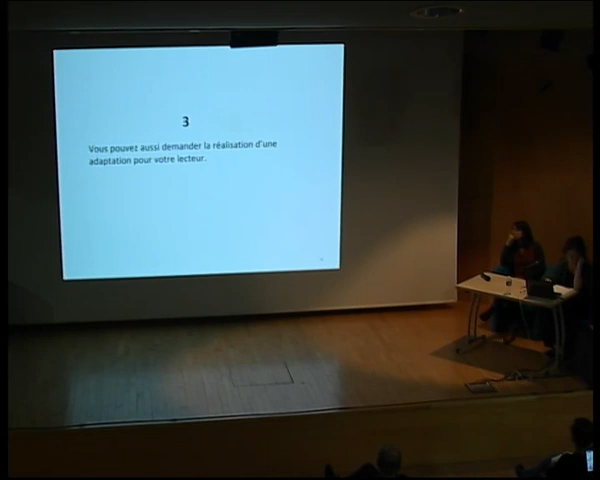 3
Vous pouvez aussi demander la réalisation d'une
adaptation pour votre lecteur.